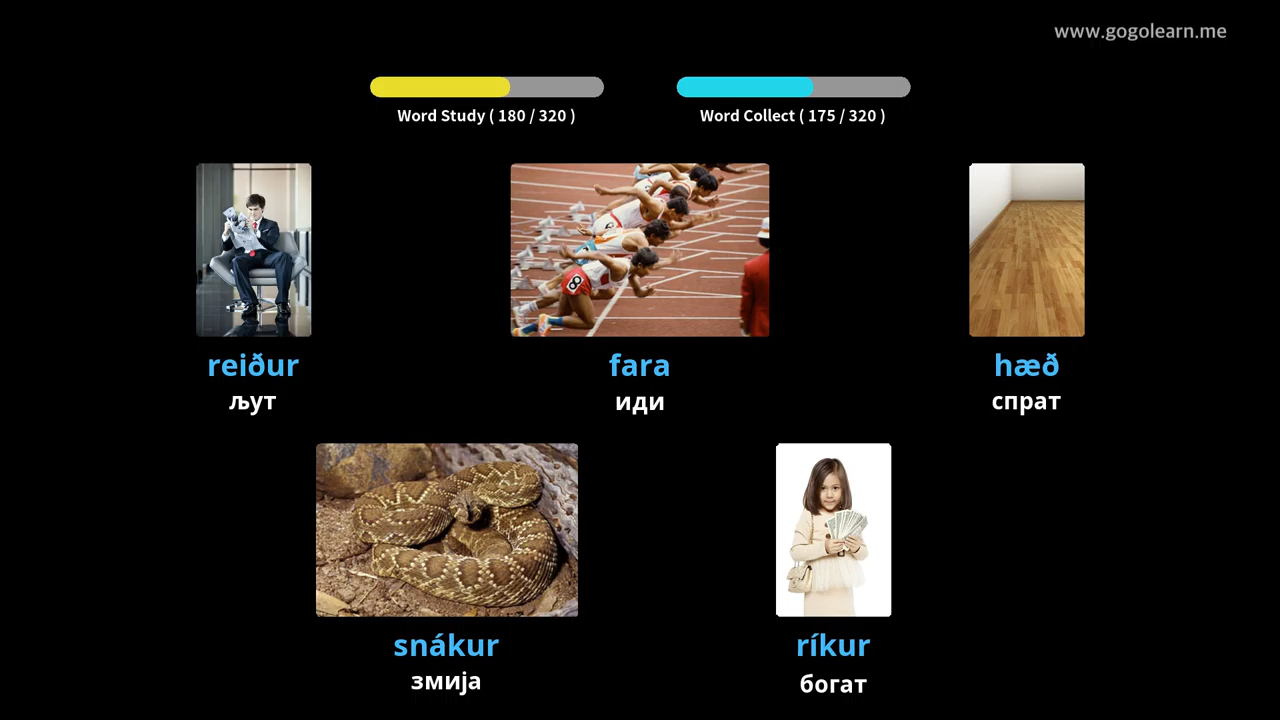 www.gogolearn.me
Word Study ( 180 / 320 )
Word Collect ( 175 / 320 )
reiður
љут
fara
иди
hæð
спрат
snákur
змија
ríkur
богат